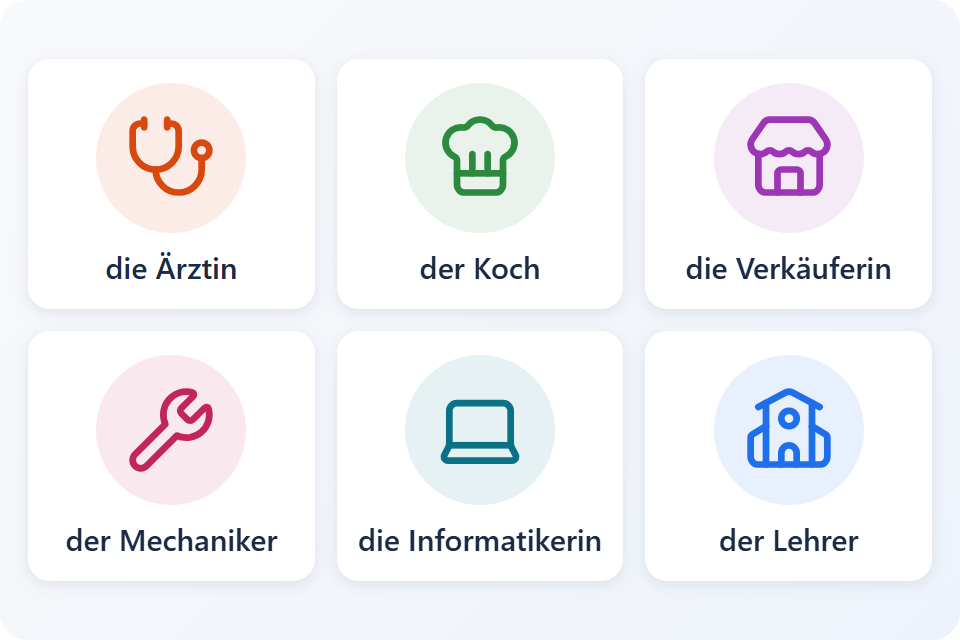 die Ärztin
der Koch
die Verkäuferin
der Mechaniker
die Informatikerin
der Lehrer